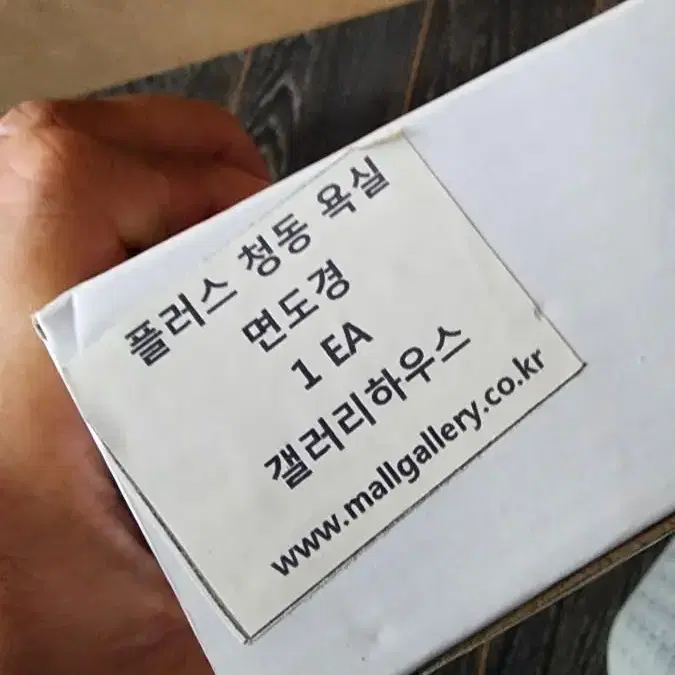 플러스 청동 욕실
면도경
1 EA
갤러리하우스
www.mallgallery.co.kr